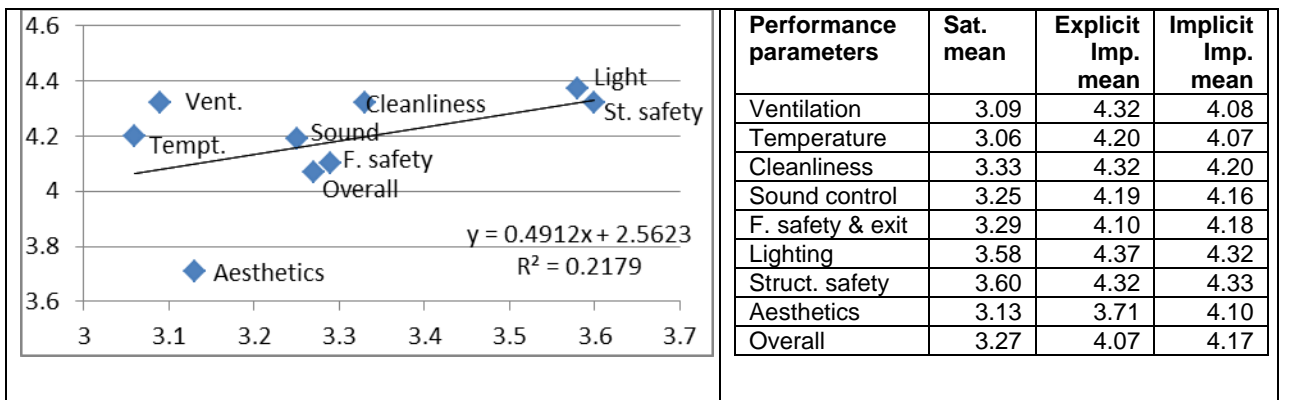 4.6
4.4
4.2
4
3.8
3.6
Light
Vent.
Cleanliness
St. safety
Sound
Tempt.
F. safety
Overall
y = 0.4912x + 2.5623
R² = 0.2179
Aesthetics
3 3.1 3.2 3.3 3.4 3.5 3.6 3.7
Performance Sat. Explicit Implicit
parameters mean Imp. Imp.
mean mean
Ventilation 3.09 4.32 4.08
Temperature 3.06 4.20 4.07
Cleanliness 3.33 4.32 4.20
Sound control 3.25 4.19 4.16
F. safety & exit 3.29 4.10 4.18
Lighting 3.58 4.37 4.32
Struct. safety 3.60 4.32 4.33
Aesthetics 3.13 3.71 4.10
Overall 3.27 4.07 4.17